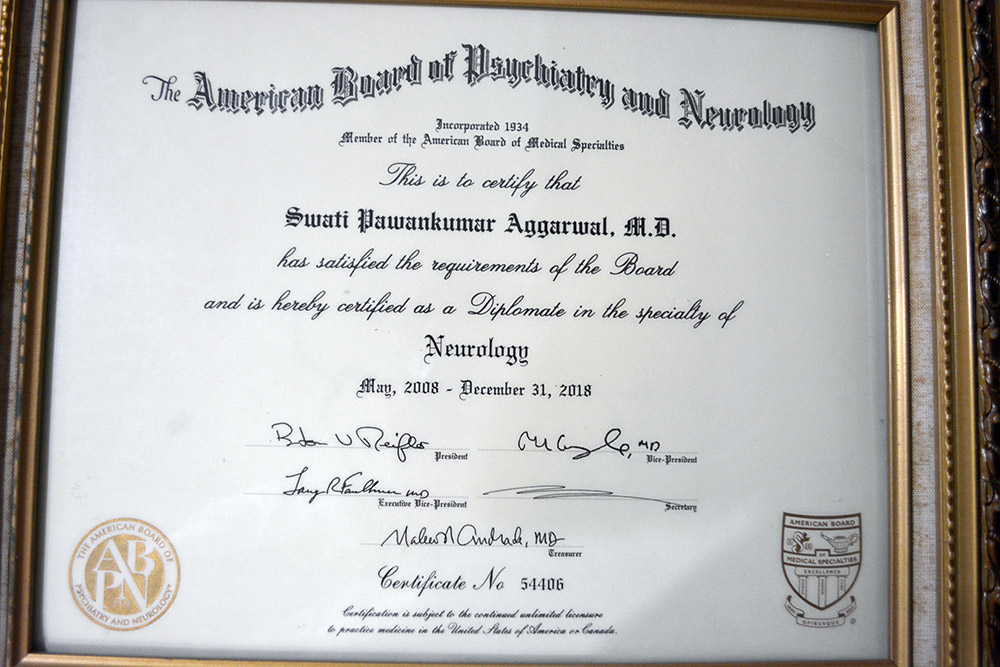 The American Board of Psychiatry and Neurology
Incorporated 1934
Member of the American Board of Medical Specialties
This is to certify that
Swati Pawankumar Aggarwal, M.D.
has satisfied the requirements of the Board
and is hereby certified as a Diplomate in the specialty of
Neurology
May, 2008 - December 31, 2018
President
MD
Vice-President
MD
Executive Vice-President
Secretary
MD
Treasurer
Certificate No 54406
Certification is subject to the continued unlimited licensure
to practice medicine in the United States of America or Canada.
THE AMERICAN BOARD OF
PSYCHIATRY AND NEUROLOGY
ABPN
AMERICAN BOARD
OF
MEDICAL SPECIALTIES
EXCELLENCE
OPIBUSQUE
®